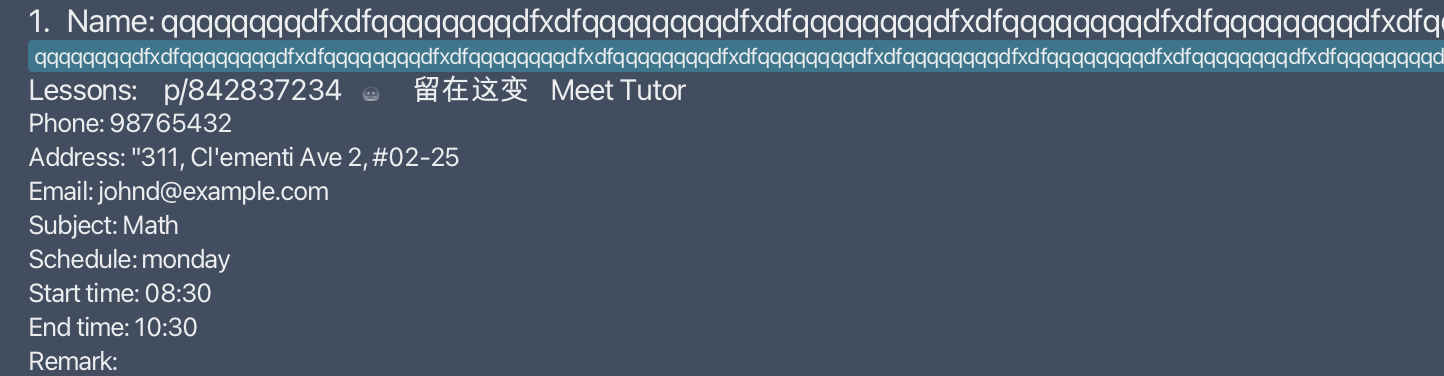 1. Name: qqqqqqqqdfxdfqqqqqqqqdfxdfqqqqqqqqdfxdfqqqqqqqqdfxdfqqqqqqqqdfxdfqqqqqqqqdfxdfq
qqqqqqqqdfxdfqqqqqqqqdfxdfqqqqqqqqdfxdfqqqqqqqqdfxdfqqqqqqqqdfxdfqqqqqqqqdfxdfqqqqqqqqdfxdfqqqqqqqqdfxdfqqqqqqqqdfxdfqqqqqqqqd
Lessons: p/842837234 😀 留在这变 Meet Tutor
Phone: 98765432
Address: "311, Cl'ementi Ave 2, #02-25
Email: johnd@example.com
Subject: Math
Schedule: monday
Start time: 08:30
End time: 10:30
Remark: